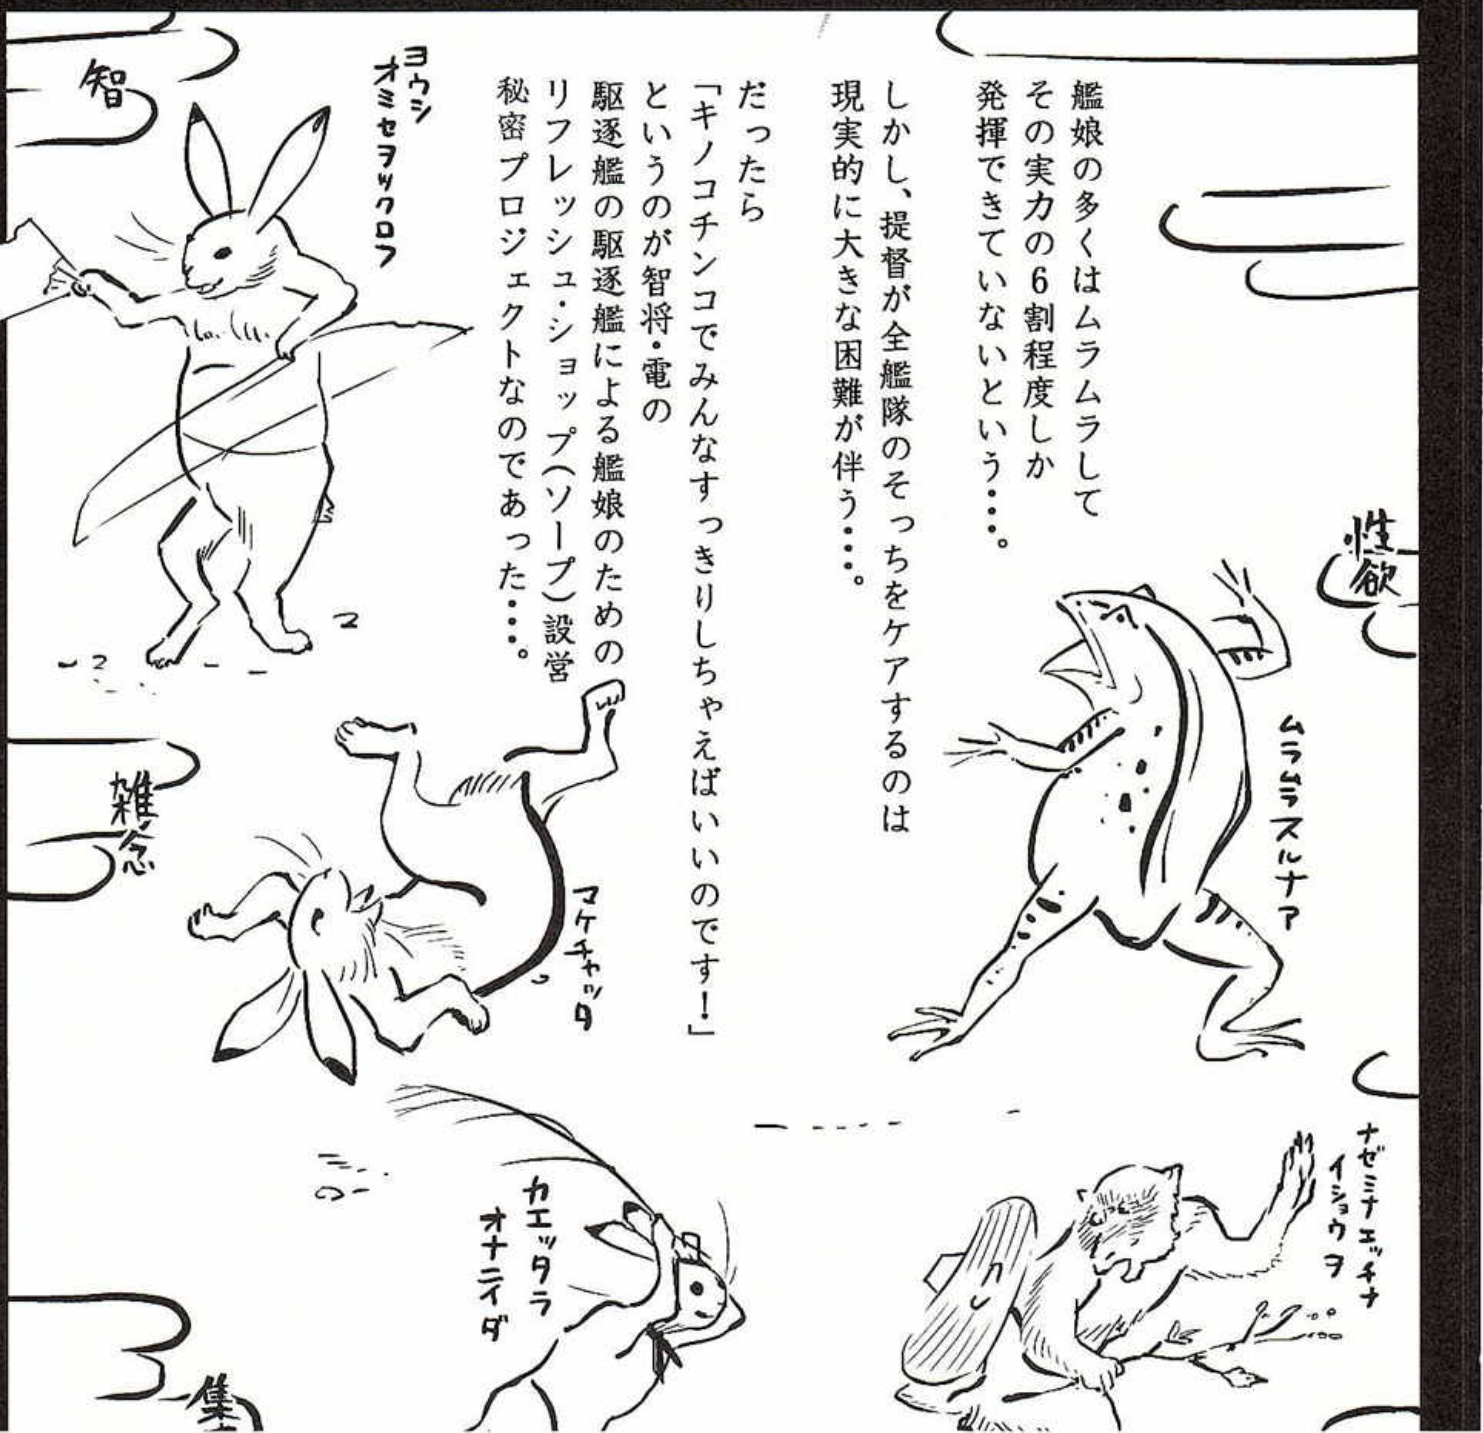 艦娘の多くはムラムラして
その実力の6割程度しか
発揮できていないという…。
しかし、提督が全艦隊のそっちをケアするのは
現実的に大きな困難が伴う…。
だったら
「キノコチンコでみんなすっきりしちゃえばいいのです！」
というのが智将・電の
駆逐艦の駆逐艦による艦娘のための
リフレッシュ・ショップ(ソープ)設営
秘密プロジェクトなのであった…。
性欲
ムラムラスルナア
ナゼミナエッチナ
イショウヲ
ヨウシ
オミセヲツクロフ
智
マケチャッタ
雑念
カエッタラ
オナニイダ
集